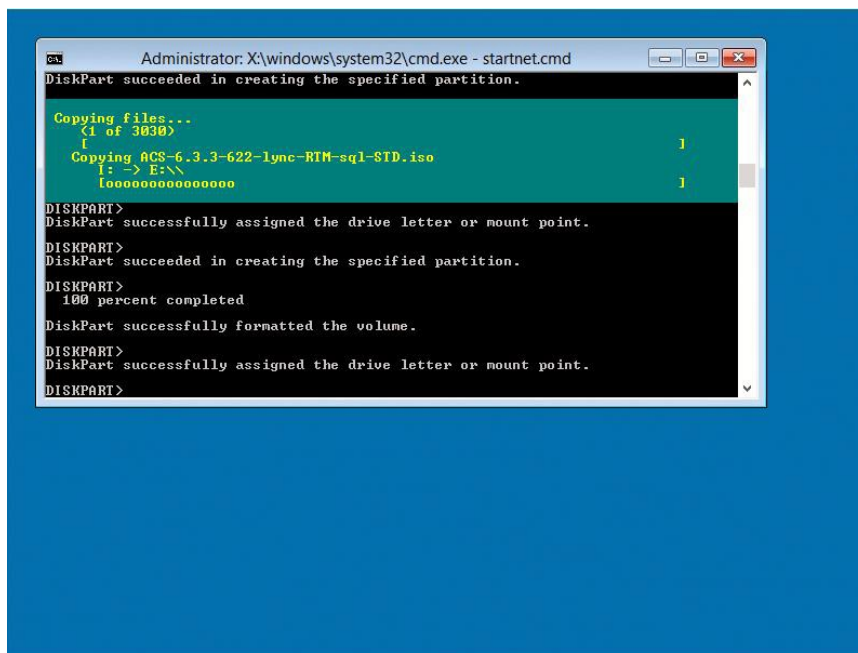 Administrator: X:\windows\system32\cmd.exe - startnet.cmd
DiskPart succeeded in creating the specified partition.
Copying files...
(1 of 3030)
[ ]
Copying ACS-6.3.3-622-lync-RTM-sql-STD.iso
I: -> E:\\
[ooooooooooooooo ]
DISKPART>
DiskPart successfully assigned the drive letter or mount point.
DISKPART>
DiskPart succeeded in creating the specified partition.
DISKPART>
100 percent completed
DiskPart successfully formatted the volume.
DISKPART>
DiskPart successfully assigned the drive letter or mount point.
DISKPART>